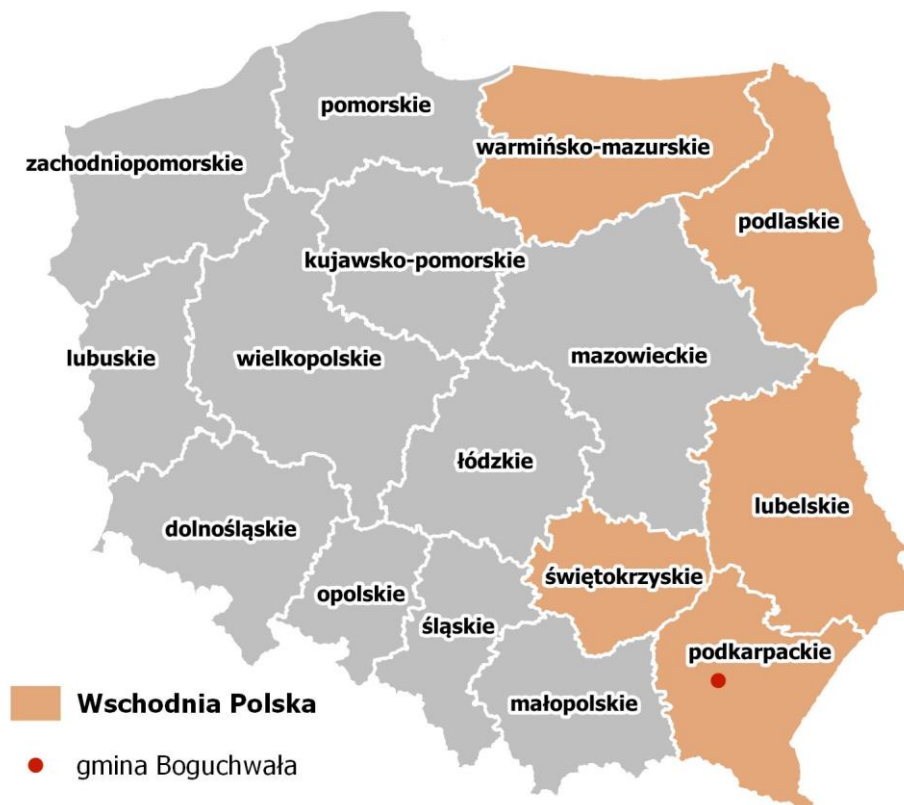 pomorskie
warmińsko-mazurskie
zachodniopomorskie
podlaskie
kujawsko-pomorskie
lubuskie
wielkopolskie
mazowieckie
łódzkie
lubelskie
dolnośląskie
świętokrzyskie
opolskie
śląskie
podkarpackie
małopolskie
Wschodnia Polska
gmina Boguchwała